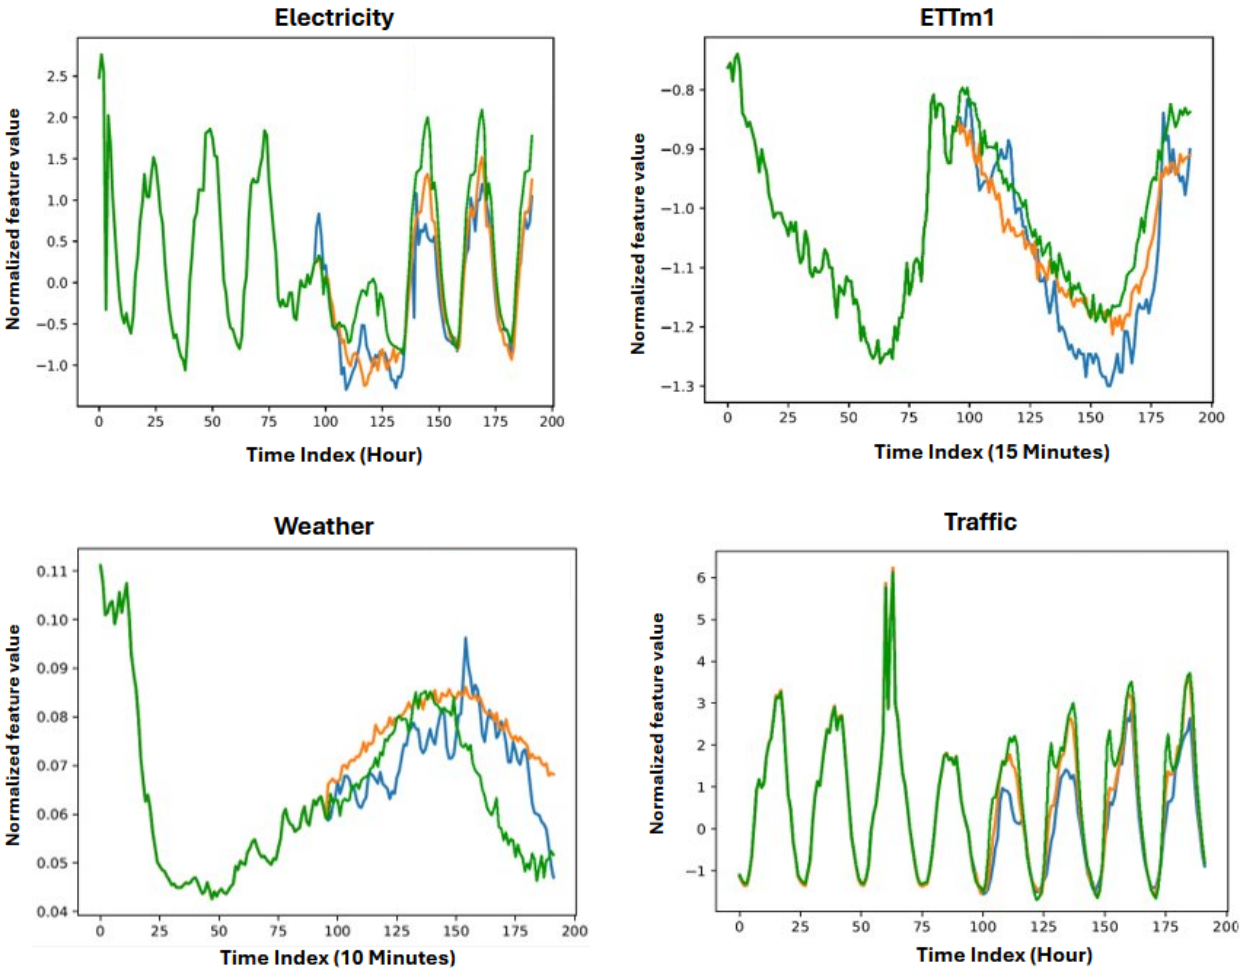 Electricity
Normalized feature value
2.5
2.0
1.5
1.0
0.5
0.0
−0.5
−1.0
0 25 50 75 100 125 150 175 200
Time Index (Hour)
ETTm1
Normalized feature value
−0.8
−0.9
−1.0
−1.1
−1.2
−1.3
0 25 50 75 100 125 150 175 200
Time Index (15 Minutes)
Weather
Normalized feature value
0.11
0.10
0.09
0.08
0.07
0.06
0.05
0.04
0 25 50 75 100 125 150 175 200
Time Index (10 Minutes)
Traffic
Normalized feature value
6
5
4
3
2
1
0
−1
0 25 50 75 100 125 150 175 200
Time Index (Hour)